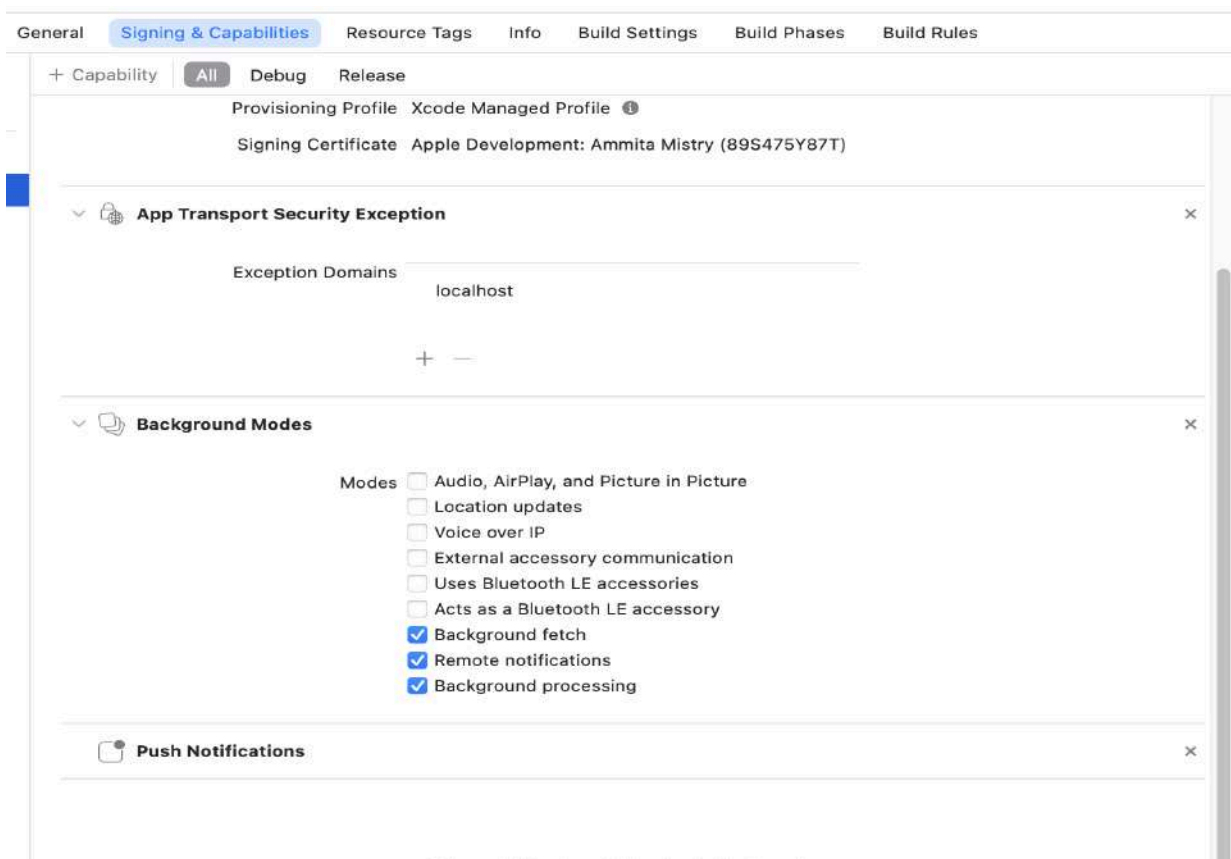 General Signing & Capabilities Resource Tags Info Build Settings Build Phases Build Rules
+ Capability All Debug Release
Provisioning Profile Xcode Managed Profile
Signing Certificate Apple Development: Ammita Mistry (89S475Y87T)
App Transport Security Exception
Exception Domains
localhost
Background Modes
Modes Audio, AirPlay, and Picture in Picture
Location updates
Voice over IP
External accessory communication
Uses Bluetooth LE accessories
Acts as a Bluetooth LE accessory
Background fetch
Remote notifications
Background processing
Push Notifications